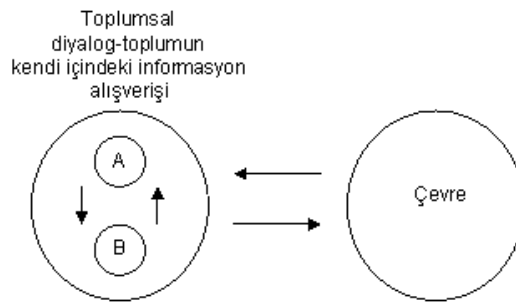 Toplumsal
diyalog-toplumun
kendi içindeki informasyon
alışverişi
A
B
Çevre